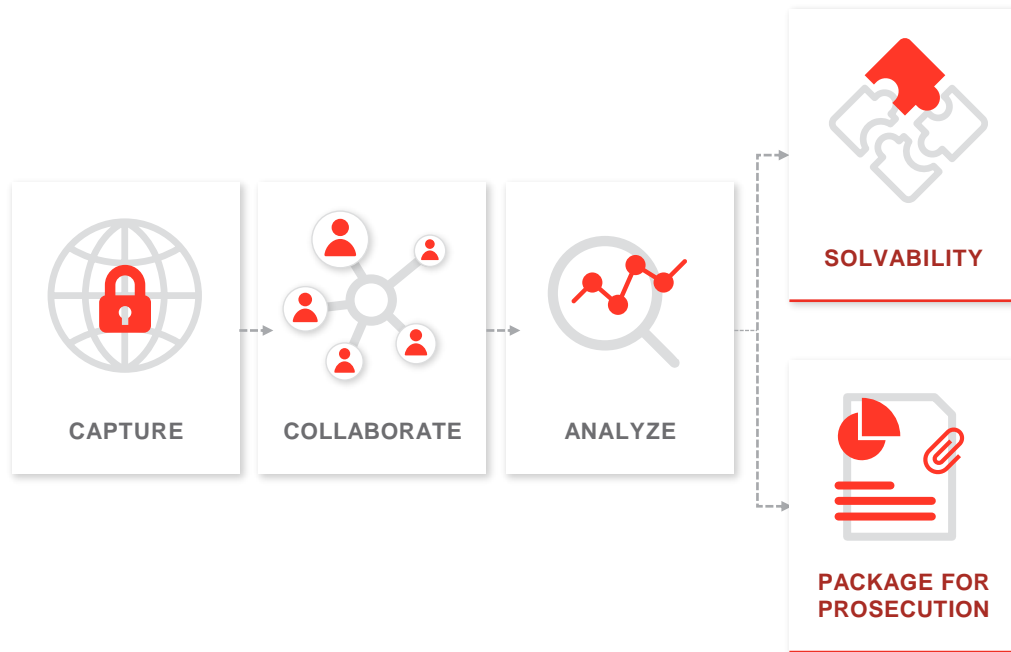 CAPTURE
COLLABORATE
ANALYZE
SOLVABILITY
PACKAGE FOR
PROSECUTION